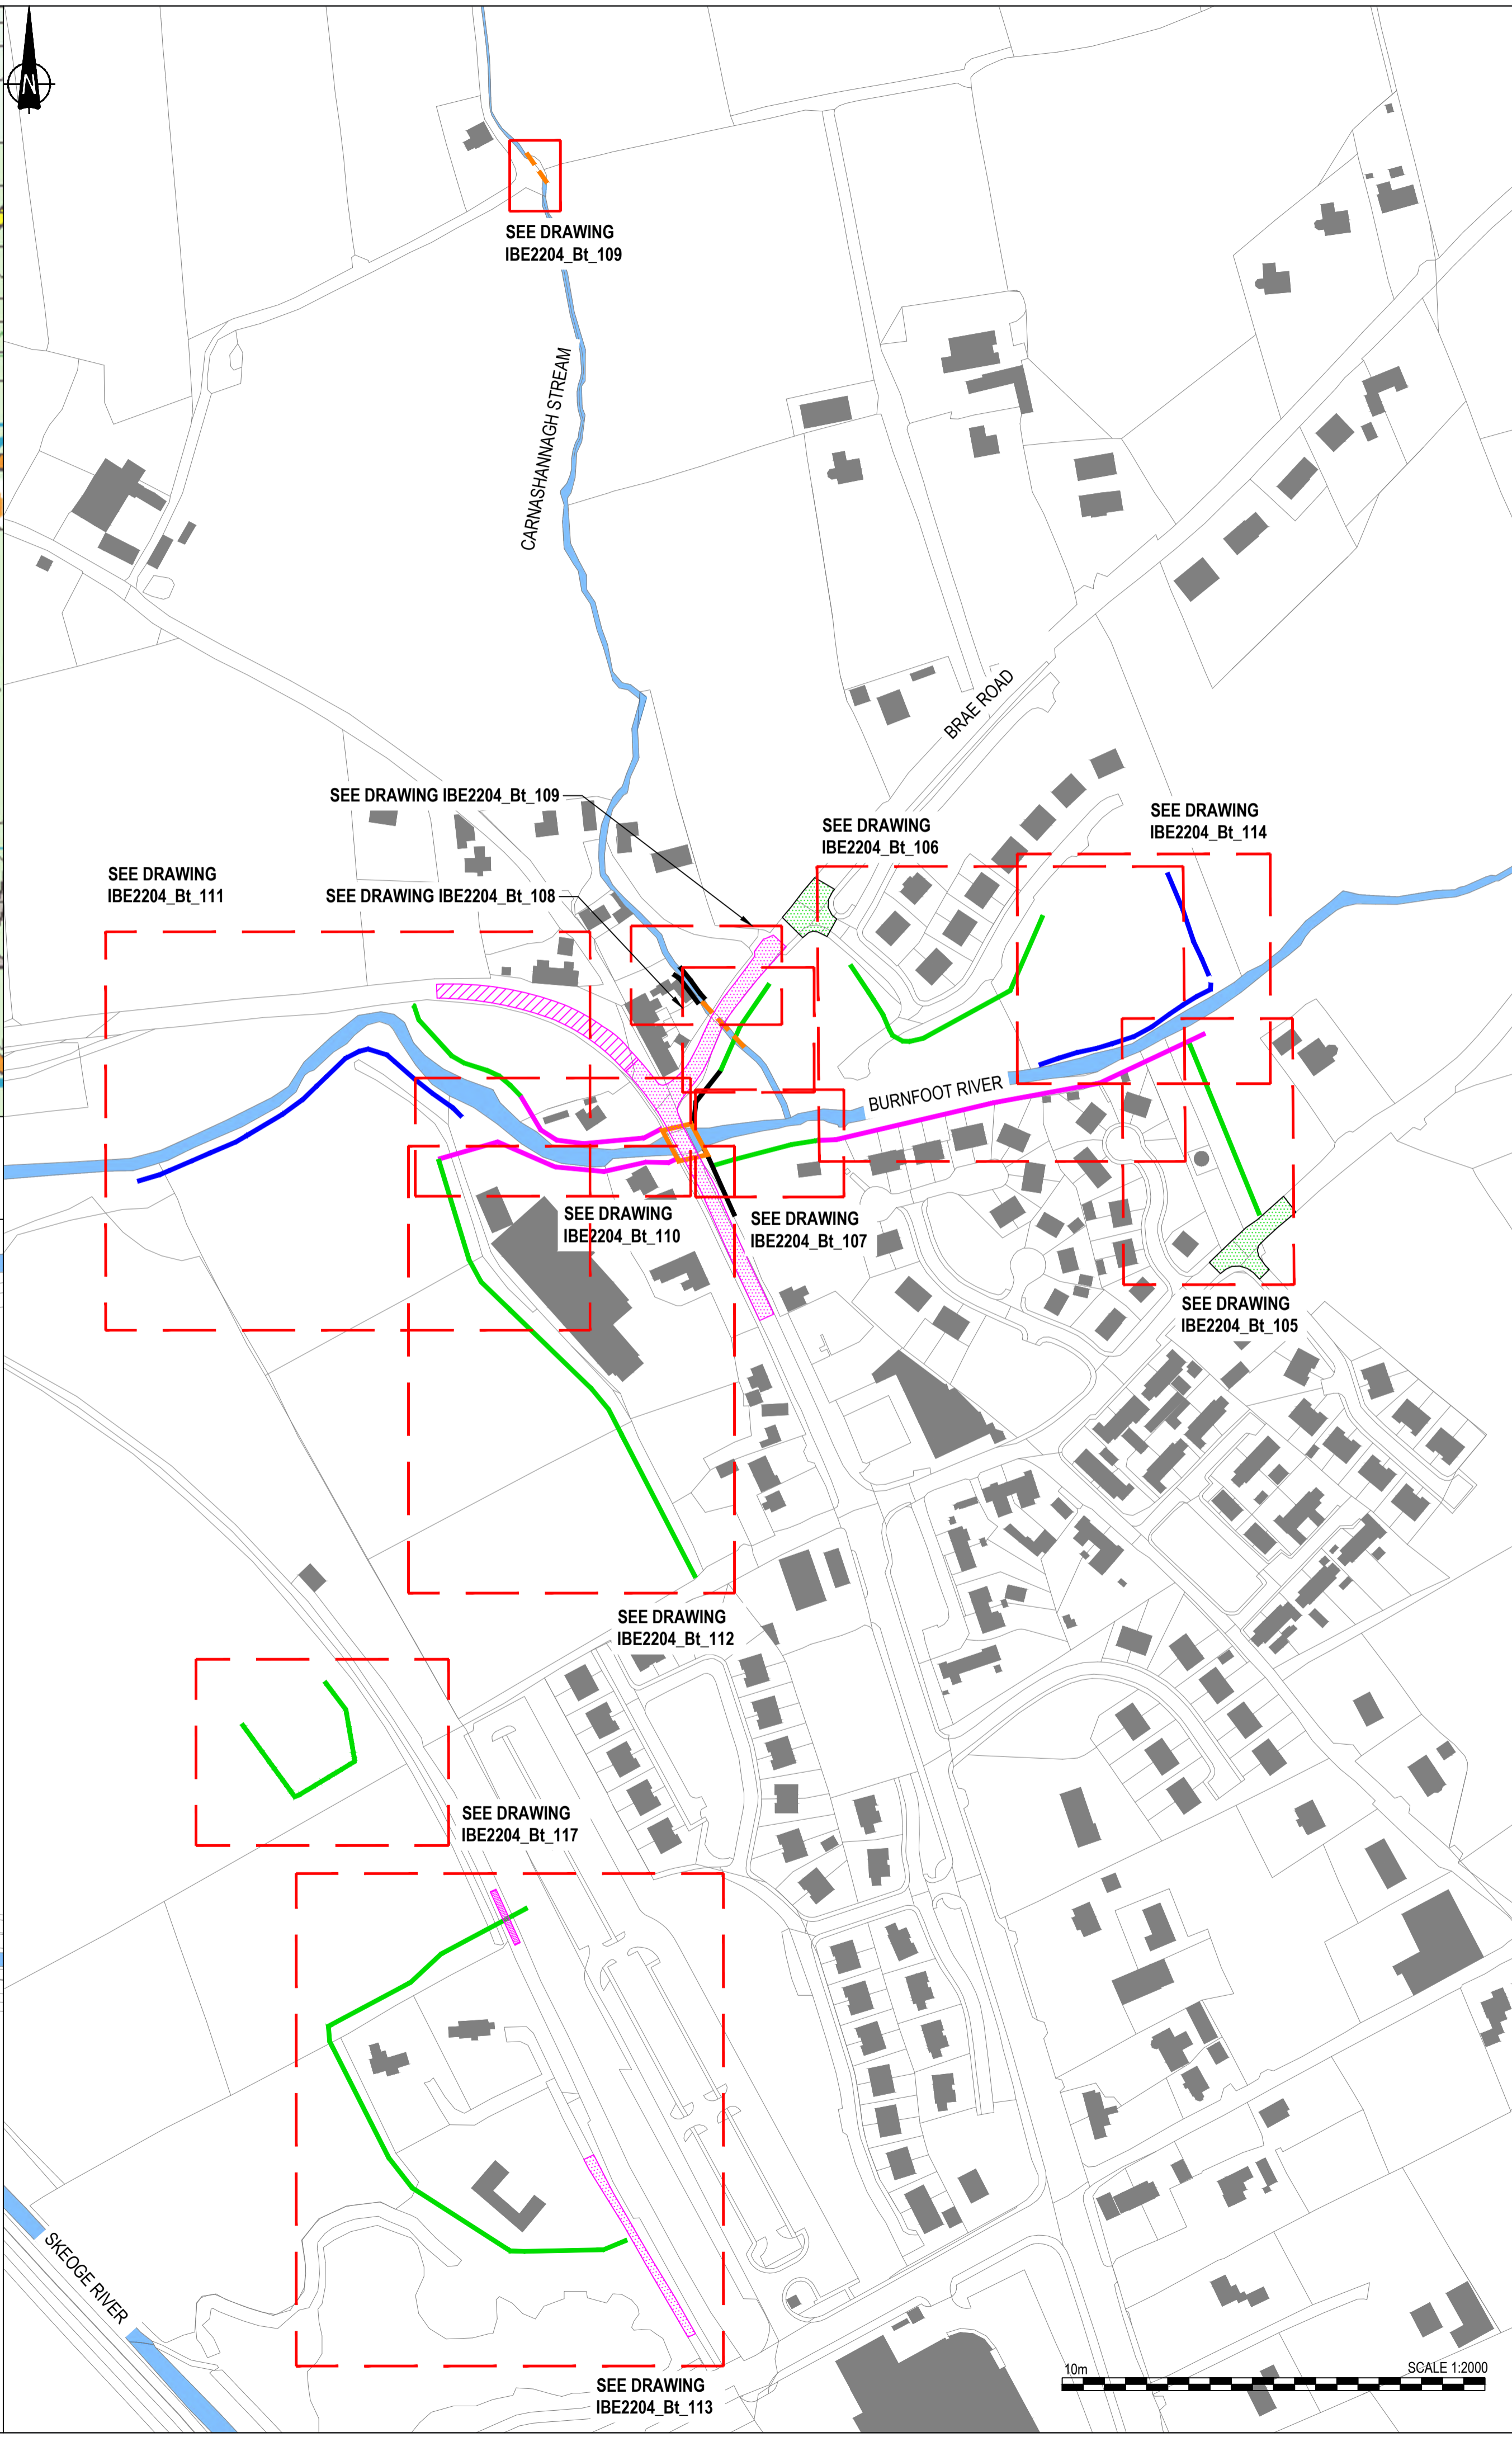 N
SEE DRAWING
IBE2204_Bt_109
CARNASHANNAGH STREAM
BRAE ROAD
SEE DRAWING IBE2204_Bt_109
SEE DRAWING
IBE2204_Bt_106
SEE DRAWING
IBE2204_Bt_114
SEE DRAWING
IBE2204_Bt_111
SEE DRAWING IBE2204_Bt_108
BURNFOOT RIVER
SEE DRAWING
IBE2204_Bt_110
SEE DRAWING
IBE2204_Bt_107
SEE DRAWING
IBE2204_Bt_105
SEE DRAWING
IBE2204_Bt_112
SEE DRAWING
IBE2204_Bt_117
SKEOGE RIVER
SEE DRAWING
IBE2204_Bt_113
10m
SCALE 1:2000